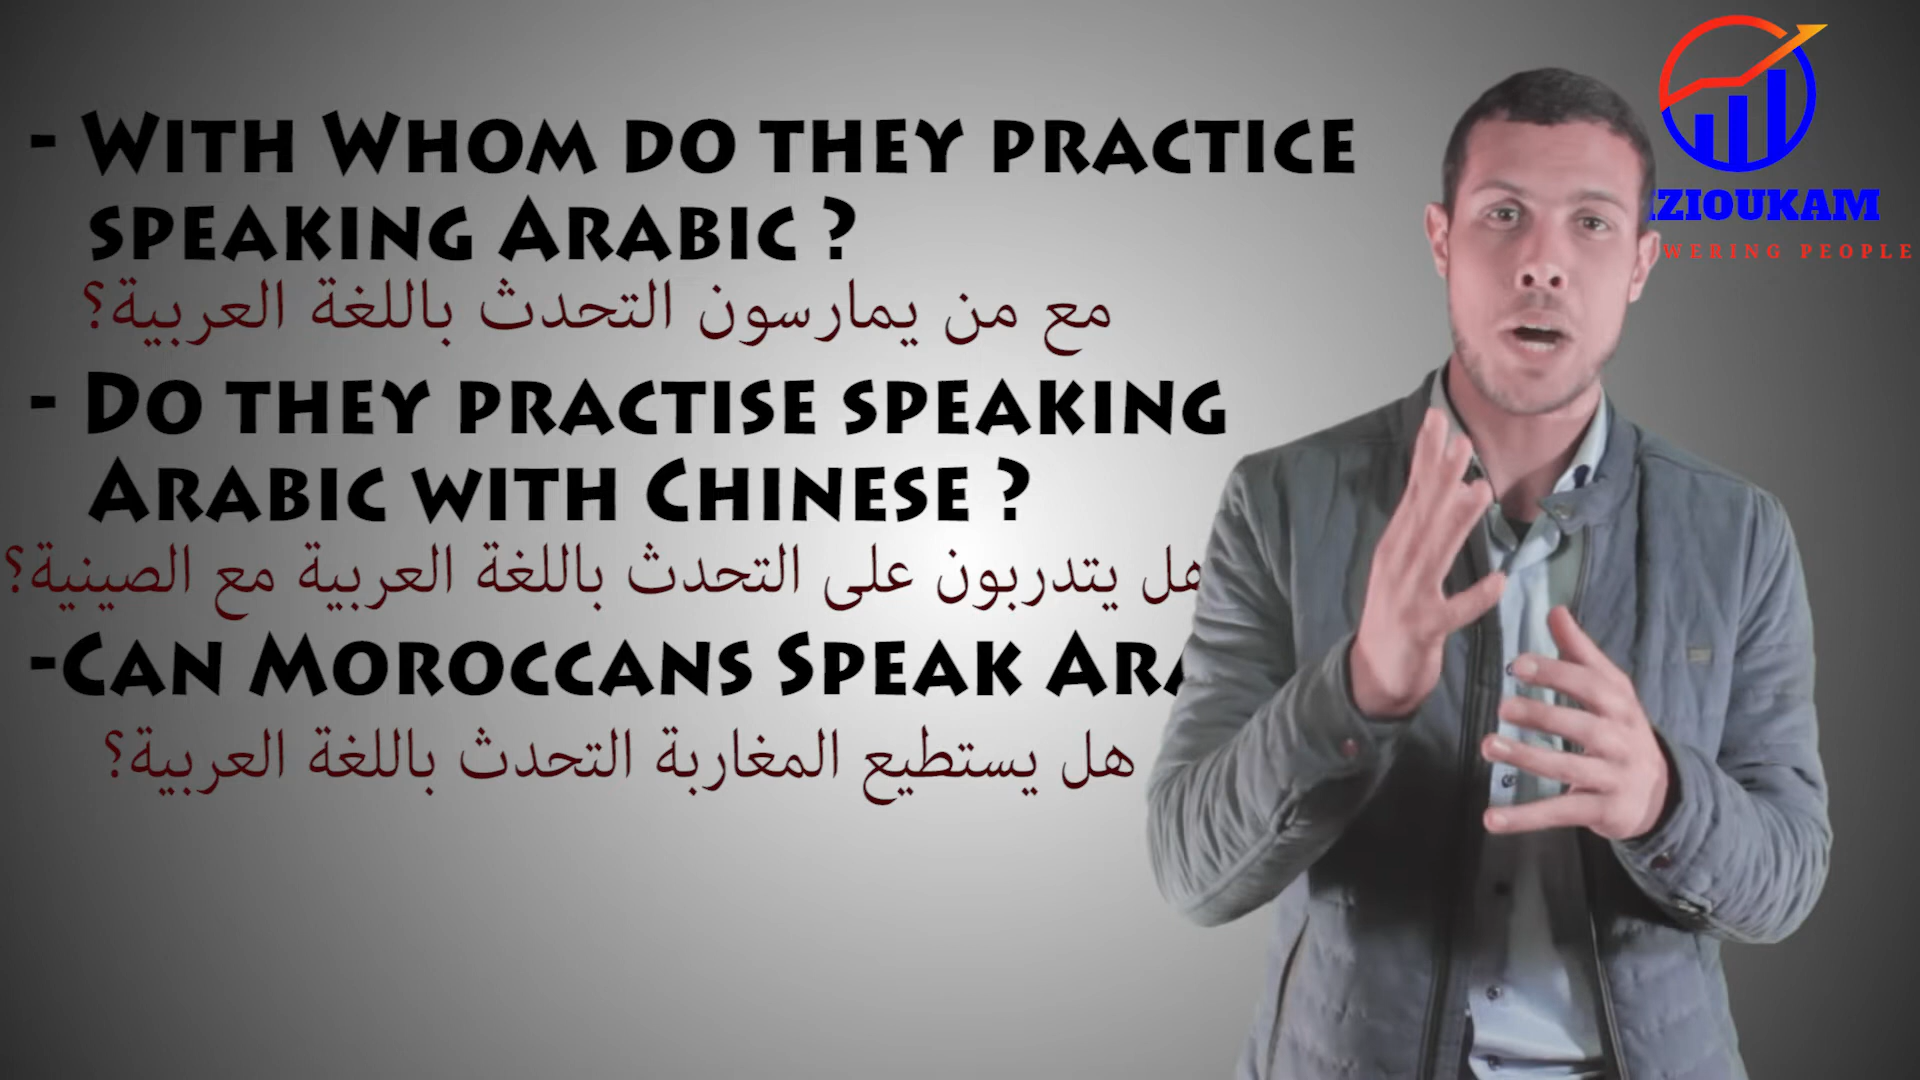 - With Whom do they practice
speaking Arabic ?
مع من يمارسون التحدث باللغة العربية؟
- Do they practise speaking
Arabic with Chinese ?
هل يتدربون على التحدث باللغة العربية مع الصينية؟
-Can Moroccans Speak
هل يستطيع المغاربة التحدث باللغة العربية؟
PEOPLE